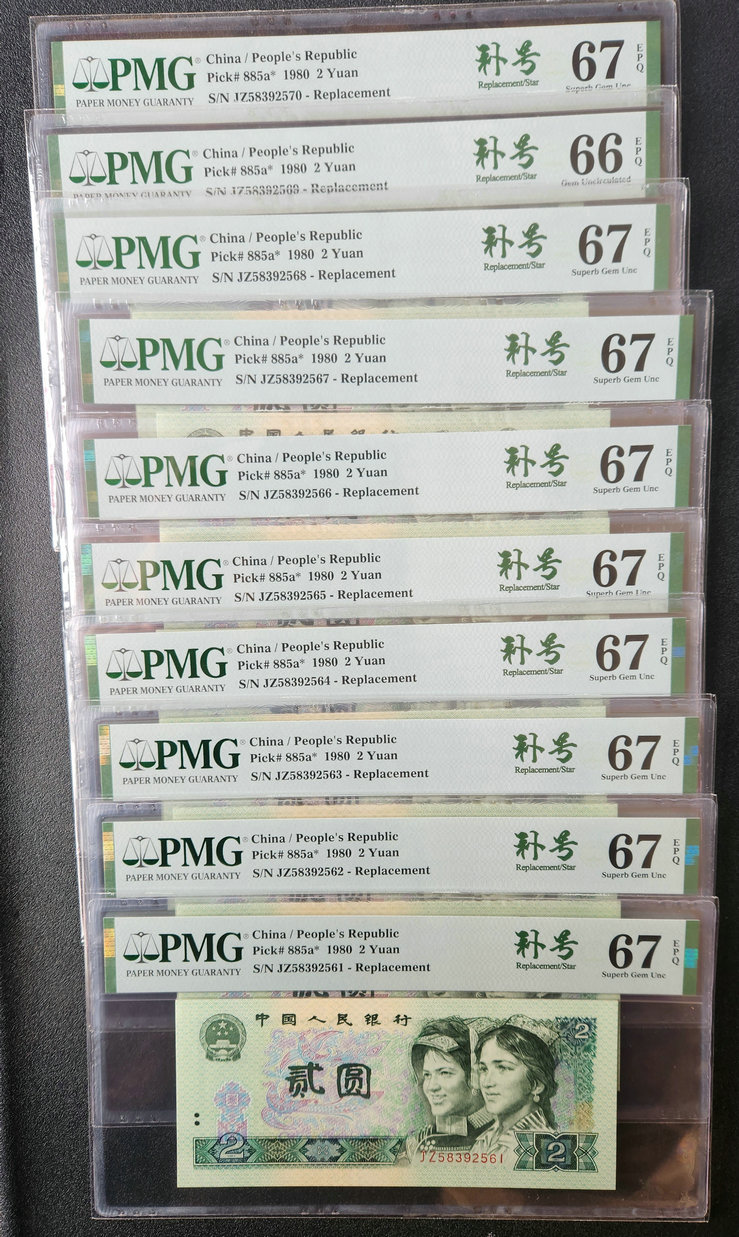 PMG®
PAPER MONEY GUARANTY
China / People's Republic
Pick# 885a* 1980 2 Yuan
S/N JZ58392570 - Replacement
补号
Replacement/Star
67
EPQ
Superb Gem Unc
PMG®
PAPER MONEY GUARANTY
China / People's Republic
Pick# 885a* 1980 2 Yuan
S/N JZ58392569 - Replacement
补号
Replacement/Star
66
EPQ
Gem Uncirculated
PMG®
PAPER MONEY GUARANTY
China / People's Republic
Pick# 885a* 1980 2 Yuan
S/N JZ58392568 - Replacement
补号
Replacement/Star
67
EPQ
Superb Gem Unc
PMG®
PAPER MONEY GUARANTY
China / People's Republic
Pick# 885a* 1980 2 Yuan
S/N JZ58392567 - Replacement
补号
Replacement/Star
67
EPQ
Superb Gem Unc
中国人民银行
PMG®
PAPER MONEY GUARANTY
China / People's Republic
Pick# 885a* 1980 2 Yuan
S/N JZ58392566 - Replacement
补号
Replacement/Star
67
EPQ
Superb Gem Unc
PMG®
PAPER MONEY GUARANTY
China / People's Republic
Pick# 885a* 1980 2 Yuan
S/N JZ58392565 - Replacement
补号
Replacement/Star
67
EPQ
Superb Gem Unc
PMG®
PAPER MONEY GUARANTY
China / People's Republic
Pick# 885a* 1980 2 Yuan
S/N JZ58392564 - Replacement
补号
Replacement/Star
67
EPQ
Superb Gem Unc
PMG®
PAPER MONEY GUARANTY
China / People's Republic
Pick# 885a* 1980 2 Yuan
S/N JZ58392563 - Replacement
补号
Replacement/Star
67
EPQ
Superb Gem Unc
PMG®
PAPER MONEY GUARANTY
China / People's Republic
Pick# 885a* 1980 2 Yuan
S/N JZ58392562 - Replacement
补号
Replacement/Star
67
EPQ
Superb Gem Unc
PMG®
PAPER MONEY GUARANTY
China / People's Republic
Pick# 885a* 1980 2 Yuan
S/N JZ58392561 - Replacement
补号
Replacement/Star
67
EPQ
Superb Gem Unc
中国人民银行
2
贰圆
2
JZ58392561
2